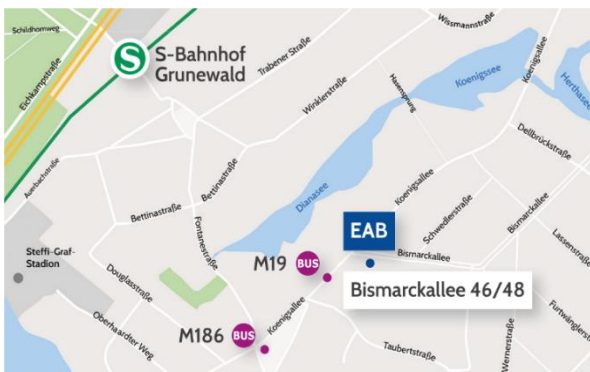 Schildhornweg
Eichkampstraße
S
S-Bahnhof
Grunewald
Trabener Straße
Wissmannstraße
Koenigsallee
Koenigssee
Herthasee
Hasensprung
Winklerstraße
Delbrückstraße
Auerbachstraße
Bettinastraße
Bettinastraße
Dianasee
Koenigsallee
Schwedlerstraße
Bismarckallee
Lassenstraße
Fontanestraße
EAB
Steffi-Graf-
Stadion
M19 BUS
Bismarckallee
Douglasstraße
Bismarckallee 46/48
Koenigsallee
Furtwänglerstr
Oberhaardter Weg
M186 BUS
Taubertstraße
Wernerstraße